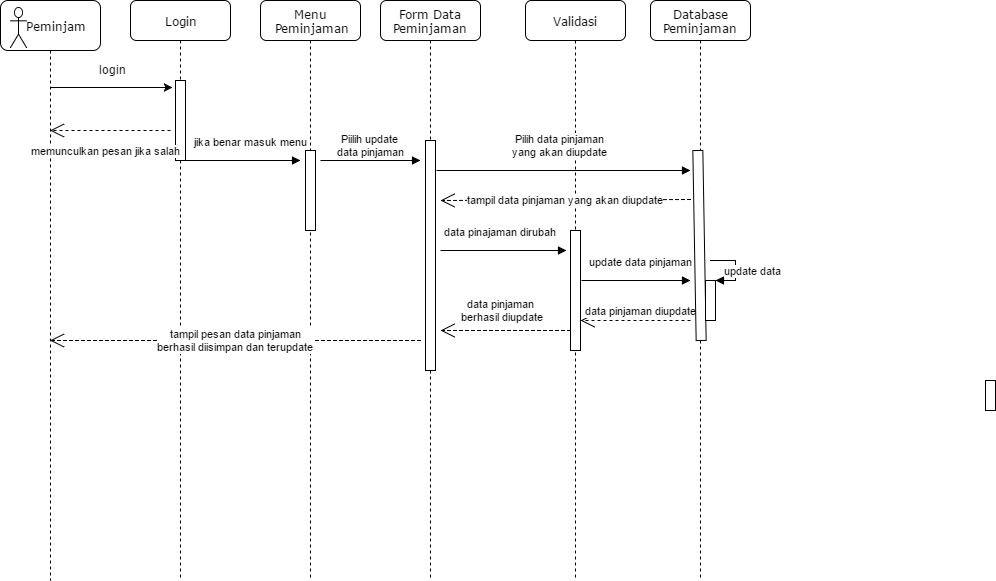 Peminjam
Login
Menu
Peminjaman
Form Data
Peminjaman
Validasi
Database
Peminjaman
login
memunculkan pesan jika salah
jika benar masuk menu
Piilih update
data pinjaman
Pilih data pinjaman
yang akan diupdate
tampil data pinjaman yang akan diupdate
data pinajaman dirubah
update data pinjaman
update data
data pinjaman diupdate
data pinjaman
berhasil diupdate
tampil pesan data pinjaman
berhasil diisimpan dan terupdate